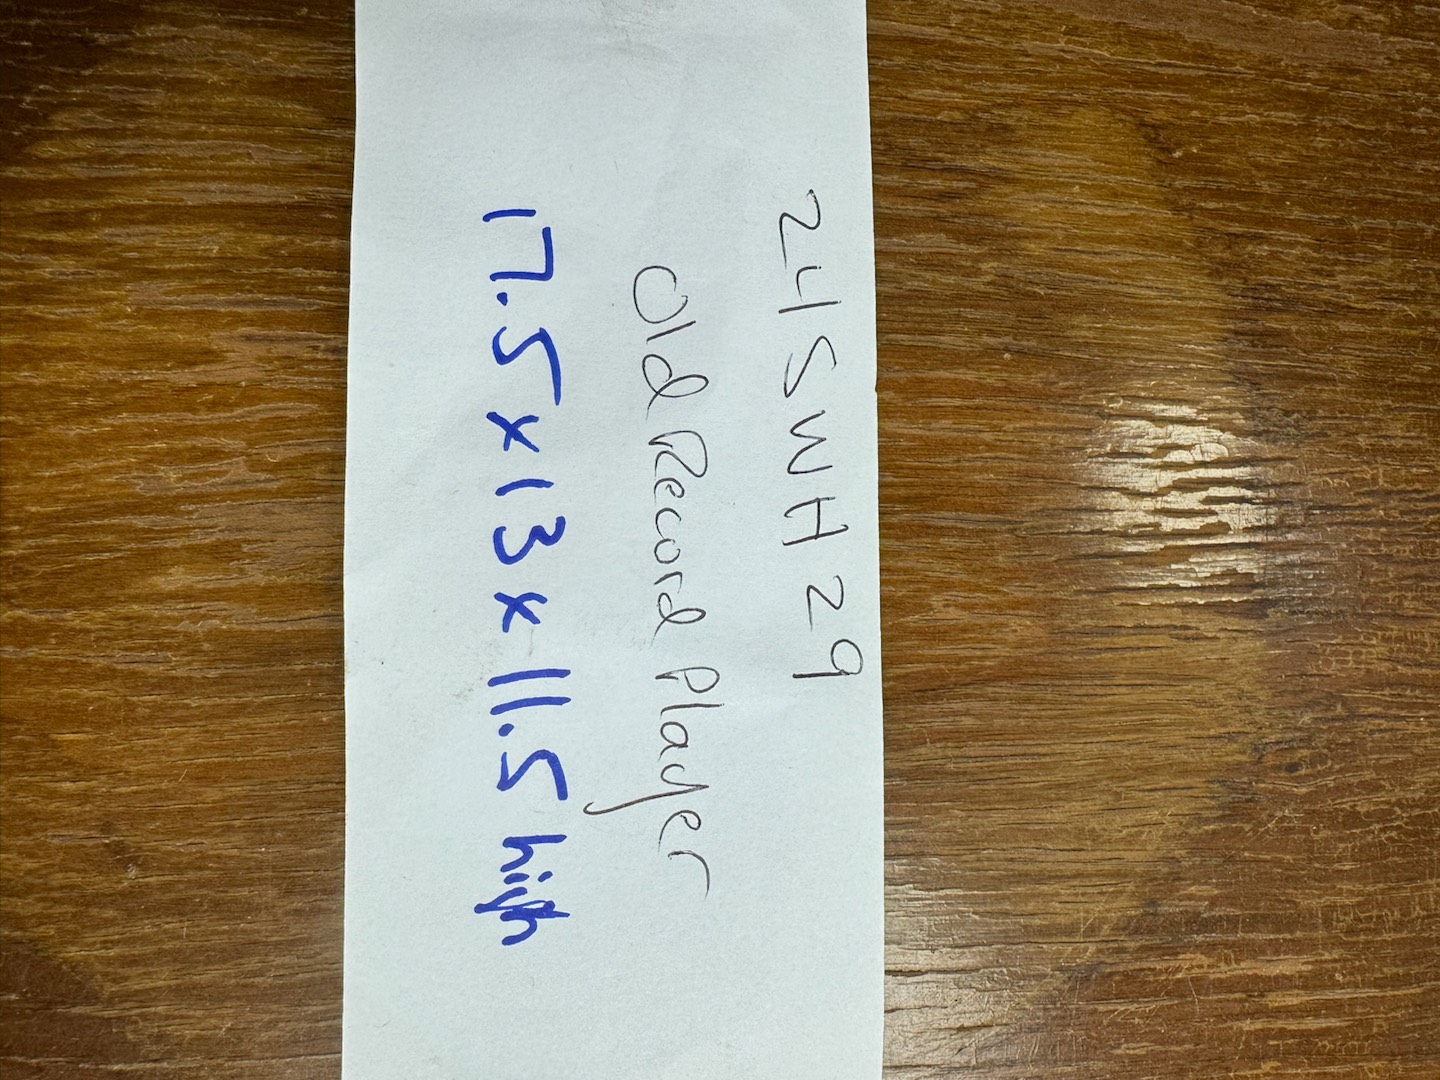 24SWH29
Old Record Player
17.5 x 13 x 11.5 high